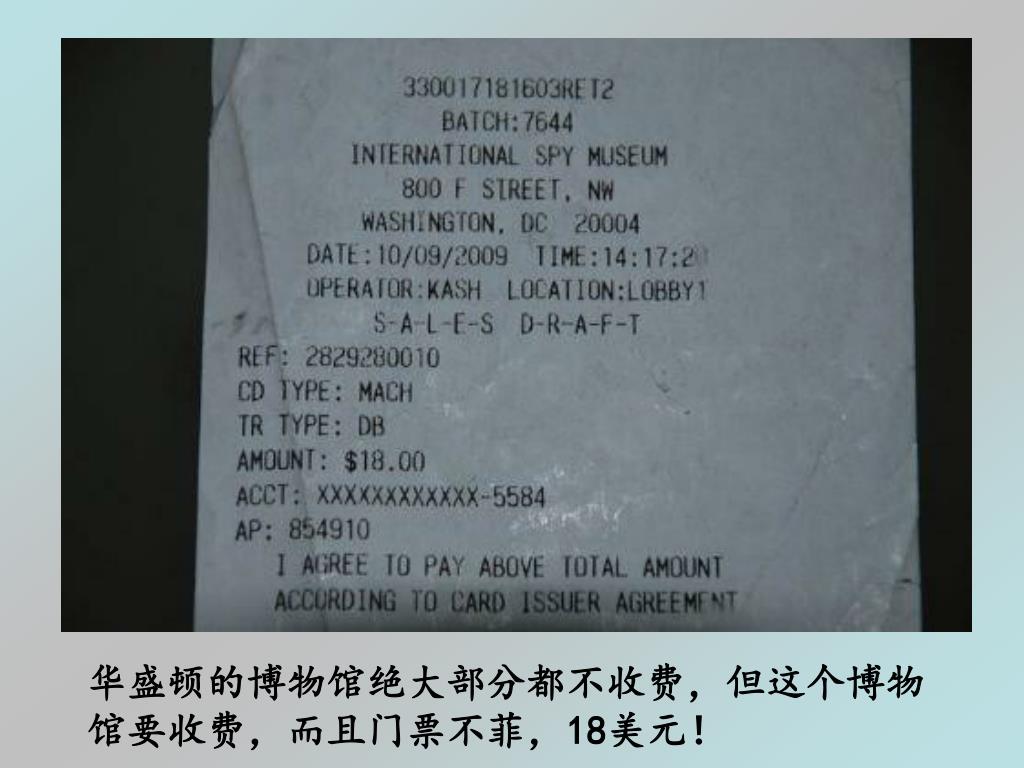 330017181603RET2
BATCH:7644
INTERNATIONAL SPY MUSEUM
800 F STREET, NW
WASHINGTON, DC 20004
DATE:10/09/2009 TIME:14:17:2
OPERATOR:KASH LOCATION:LOBBY1
S-A-L-E-S D-R-A-F-T
REF: 2829280010
CD TYPE: MACH
TR TYPE: DB
AMOUNT: $18.00
ACCT: XXXXXXXXXXXX-5584
AP: 854910
I AGREE TO PAY ABOVE TOTAL AMOUNT
ACCORDING TO CARD ISSUER AGREEMENT
华盛顿的博物馆绝大部分都不收费，但这个博物
馆要收费，而且门票不菲，18美元！